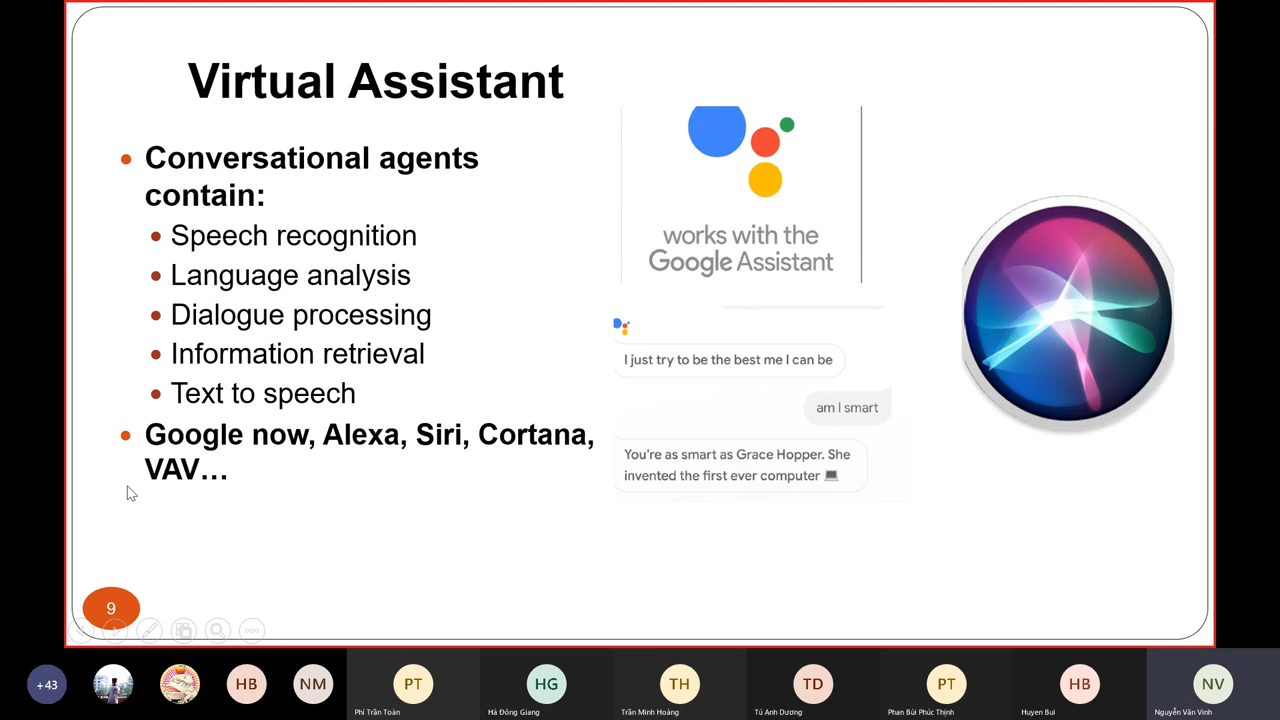 Virtual Assistant
Conversational agents
contain:
Speech recognition
Language analysis
Dialogue processing
Information retrieval
Text to speech
Google now, Alexa, Siri, Cortana,
VAV…
works with the
Google Assistant
I just try to be the best me I can be
am I smart
You're as smart as Grace Hopper. She
invented the first ever computer
9
+43
HB
NM
PT
HG
TH
TD
PT
HB
NV
Phí Trần Toàn
Hà Đông Giang
Trần Minh Hoàng
Tú Anh Dương
Phan Bùi Phúc Thịnh
Huyen Bui
Nguyễn Văn Vinh